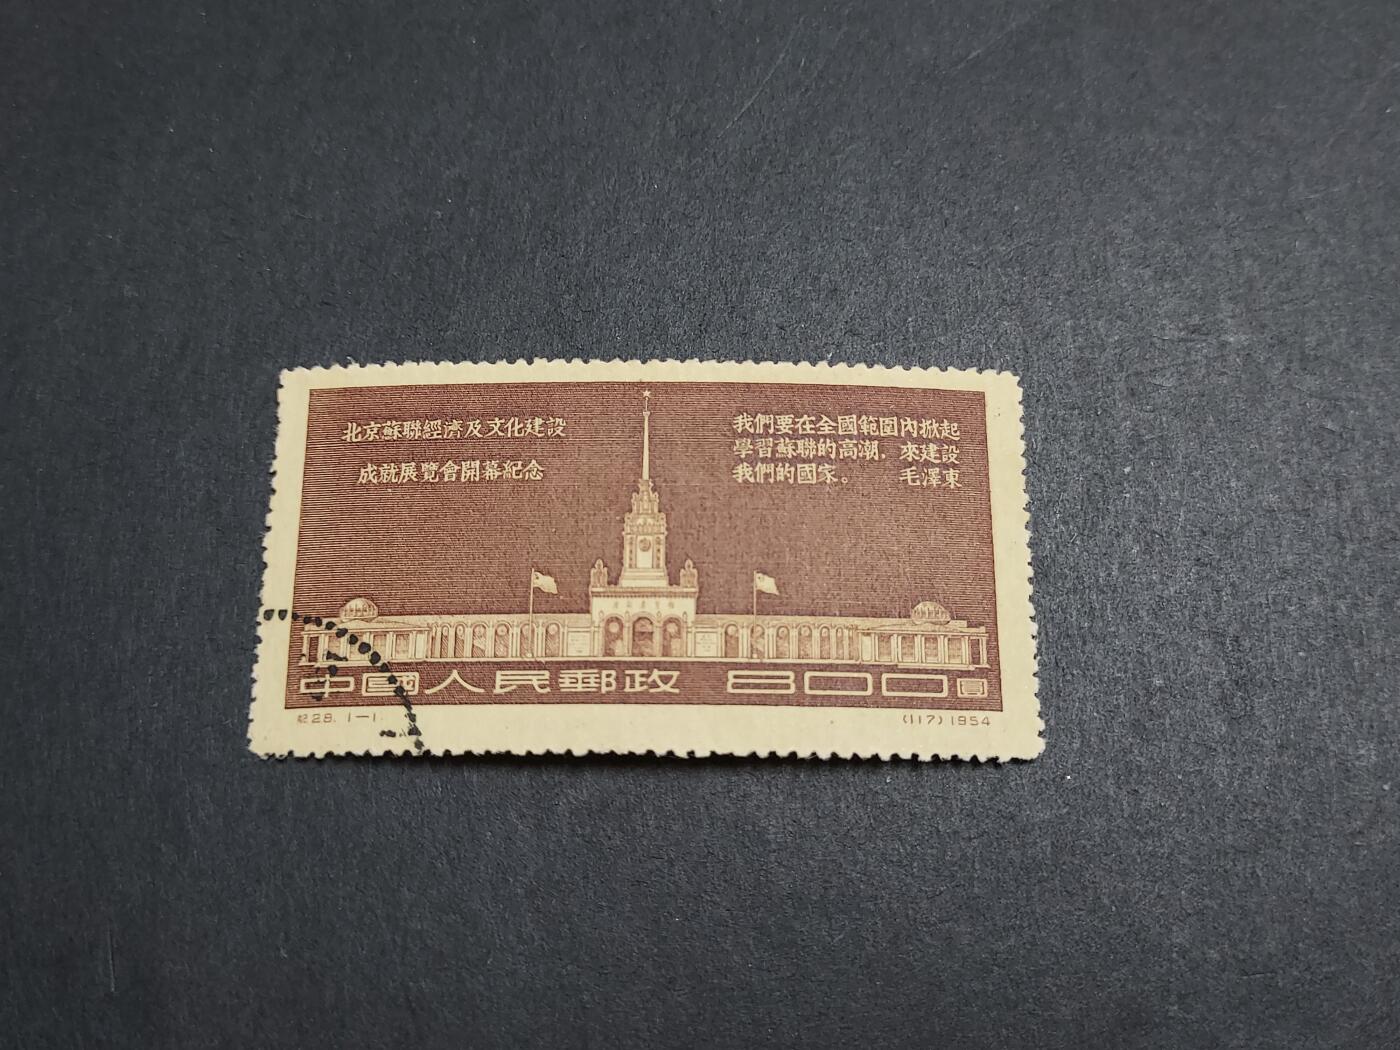 北京蘇聯經濟及文化建設
成就展覽會開幕紀念
我們要在全國範圍內掀起
學習蘇聯的高潮，來建設
我們的國家。 毛澤東
中國人民郵政 800圓
紀28. 1—1. (117) 1954